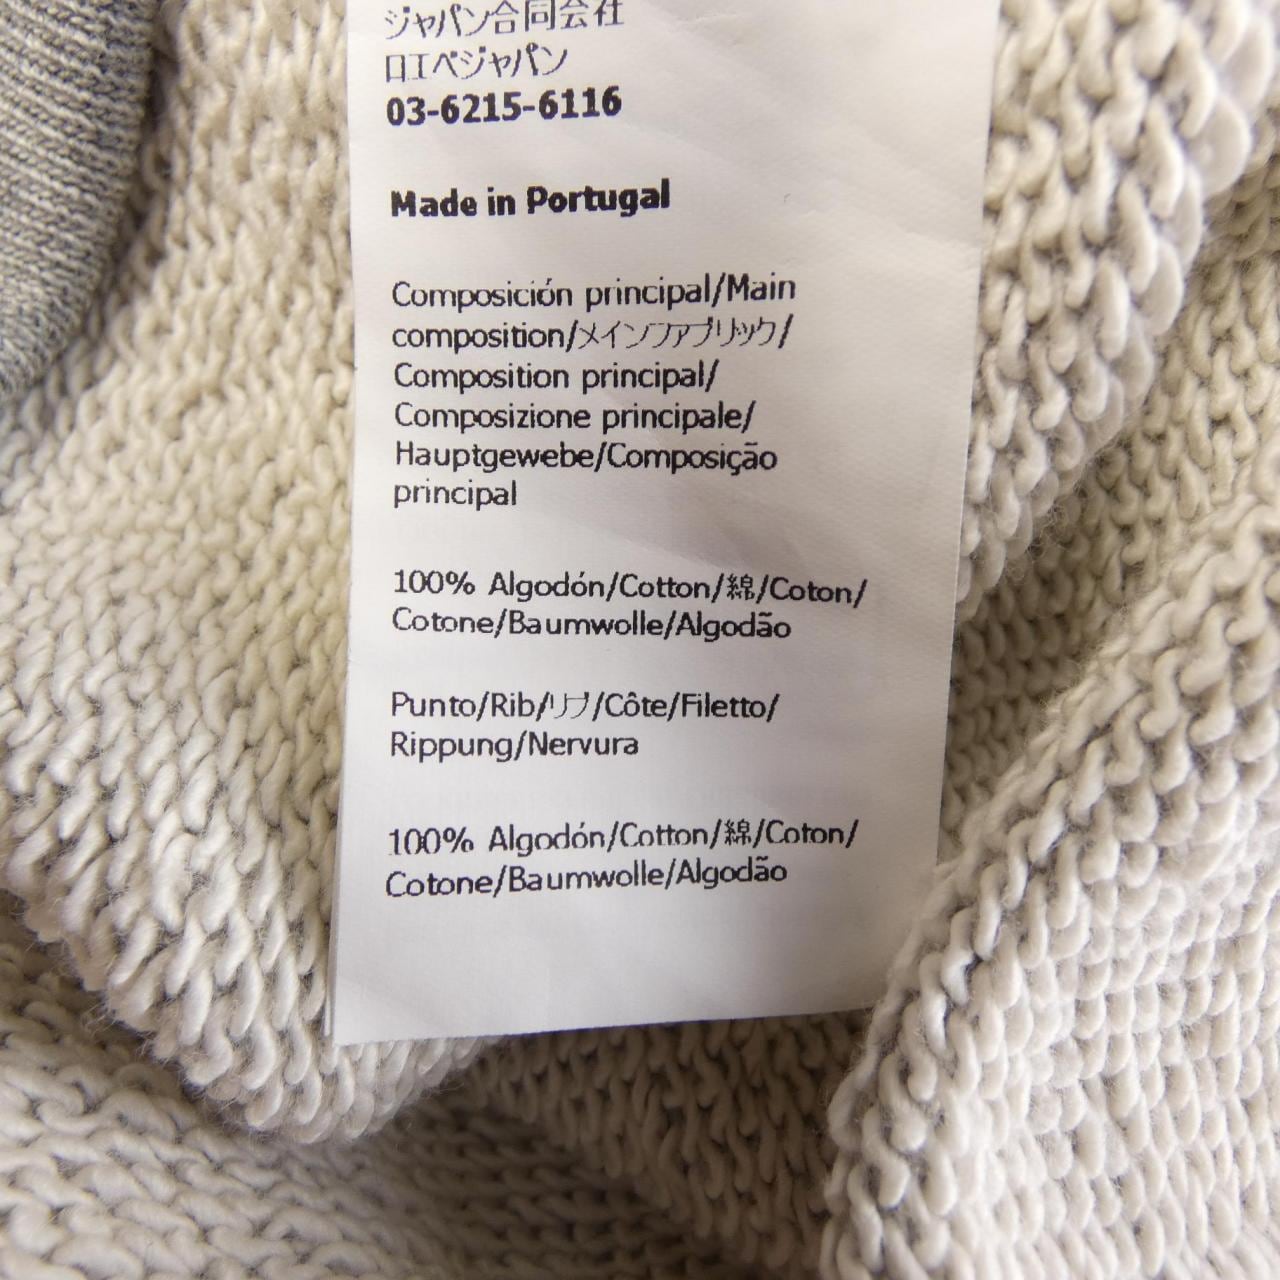 ジャパン合同会社
ロエベジャパン
03-6215-6116
Made in Portugal
Composición principal/Main
composition/メインファブリック/
Composition principal/
Composizione principale/
Hauptgewebe/Composição
principal
100% Algodón/Cotton/綿/Coton/
Cotone/Baumwolle/Algodão
Punto/Rib/リブ/Côte/Filetto/
Rippung/Nervura
100% Algodón/Cotton/綿/Coton/
Cotone/Baumwolle/Algodão